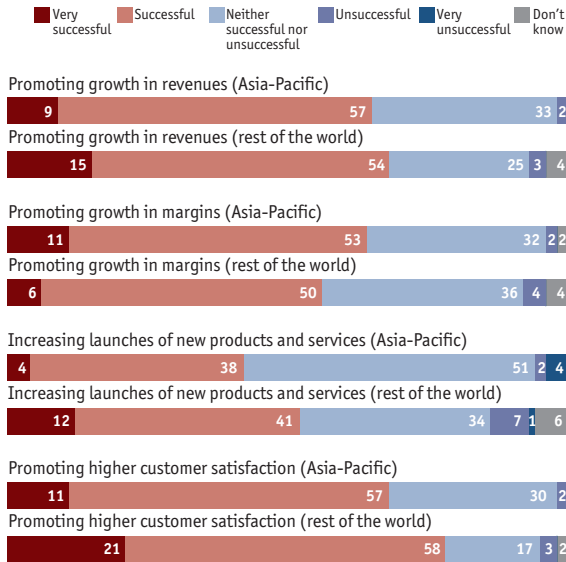 Very successful
Successful
Neither successful nor unsuccessful
Unsuccessful
Very unsuccessful
Don't know
Promoting growth in revenues (Asia-Pacific)
9 57 33 2
Promoting growth in revenues (rest of the world)
15 54 25 3 4
Promoting growth in margins (Asia-Pacific)
11 53 32 2 2
Promoting growth in margins (rest of the world)
6 50 36 4 4
Increasing launches of new products and services (Asia-Pacific)
4 38 51 2 4
Increasing launches of new products and services (rest of the world)
12 41 34 7 1 6
Promoting higher customer satisfaction (Asia-Pacific)
11 57 30 2
Promoting higher customer satisfaction (rest of the world)
21 58 17 3 2